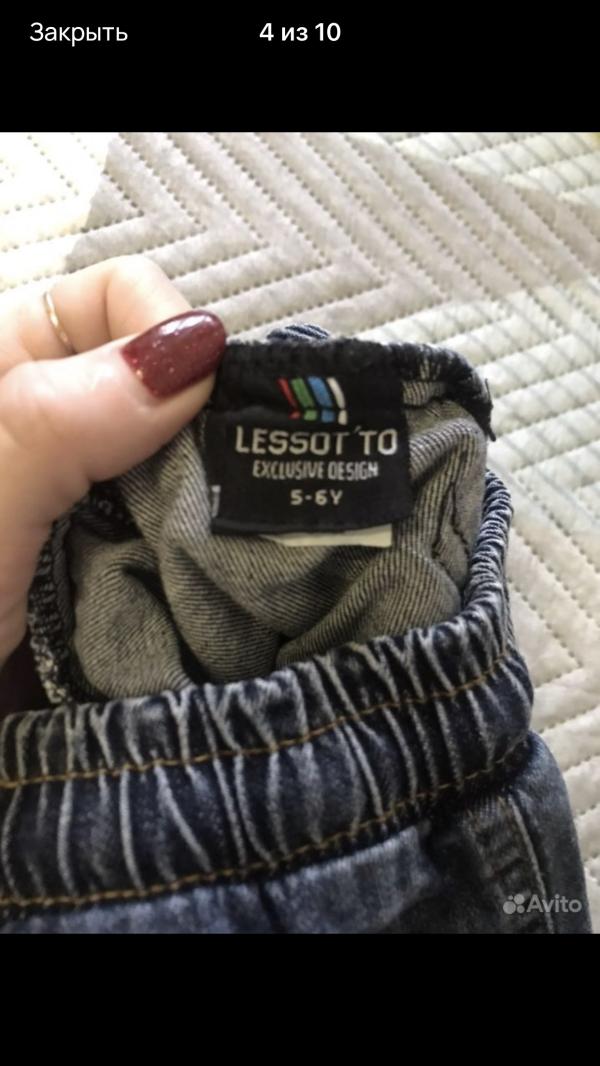 Закрыть
4 из 10
LESSOT'TO
EXCLUSIVE DESIGN
5-6Y
Avito